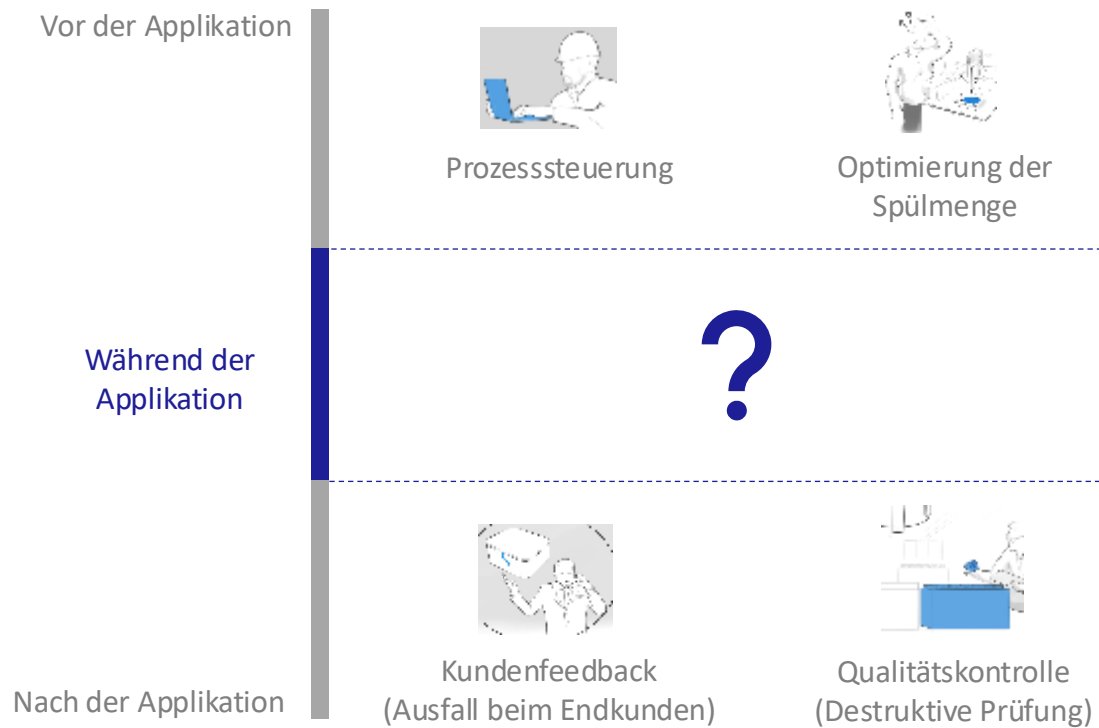 Vor der Applikation
Prozesssteuerung
Optimierung der
Spülmenge
Während der
Applikation
?
Kundenfeedback
(Ausfall beim Endkunden)
Qualitätskontrolle
(Destruktive Prüfung)
Nach der Applikation